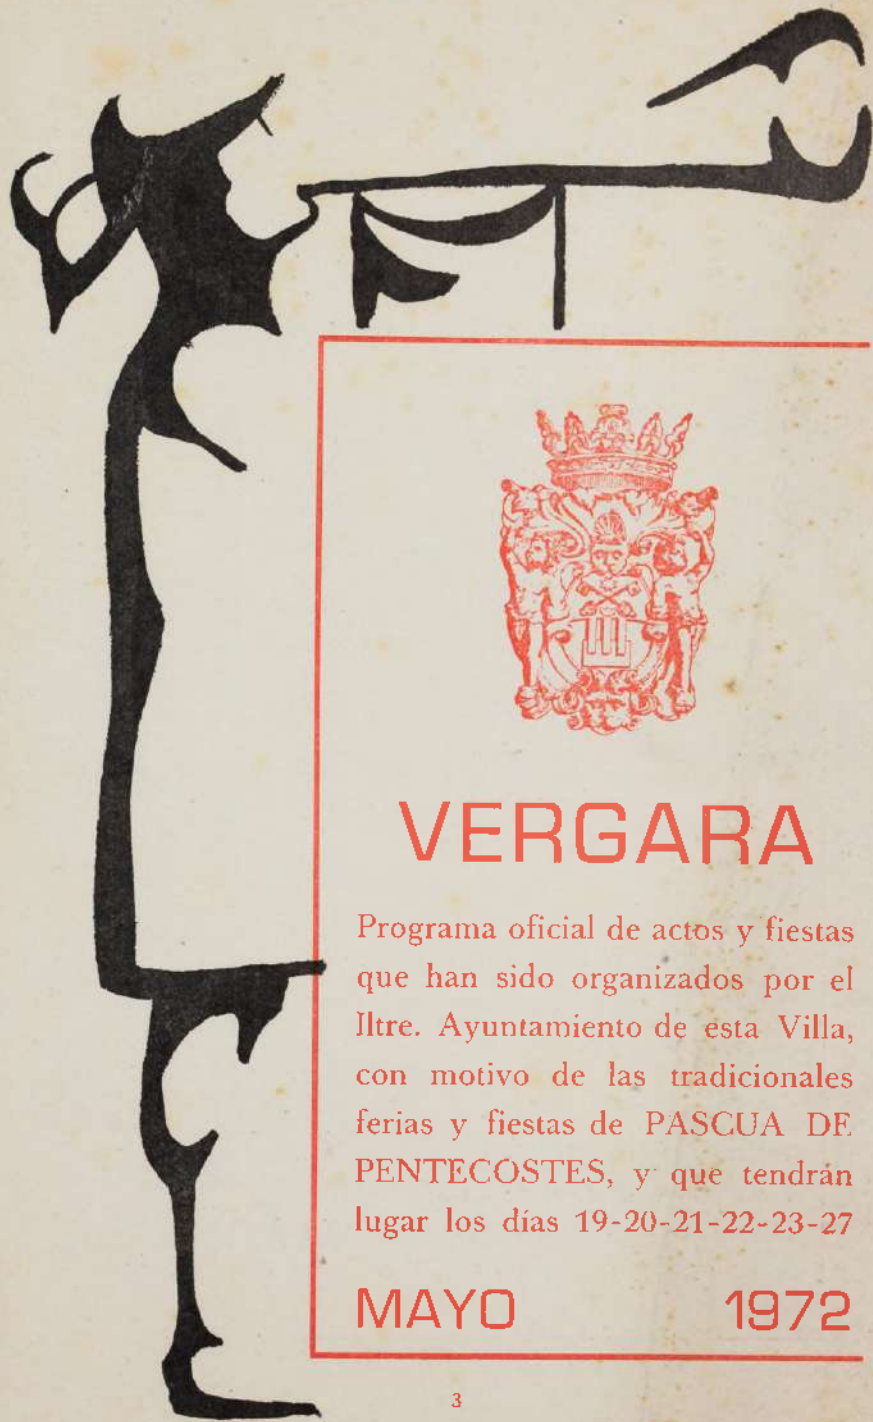 VERGARA
Programa oficial de actos y fiestas
que han sido organizados por el
Iltre. Ayuntamiento de esta Villa,
con motivo de las tradicionales
ferias y fiestas de PASCUA DE
PENTECOSTES, y que tendrán
lugar los días 19-20-21-22-23-27
MAYO 1972
3